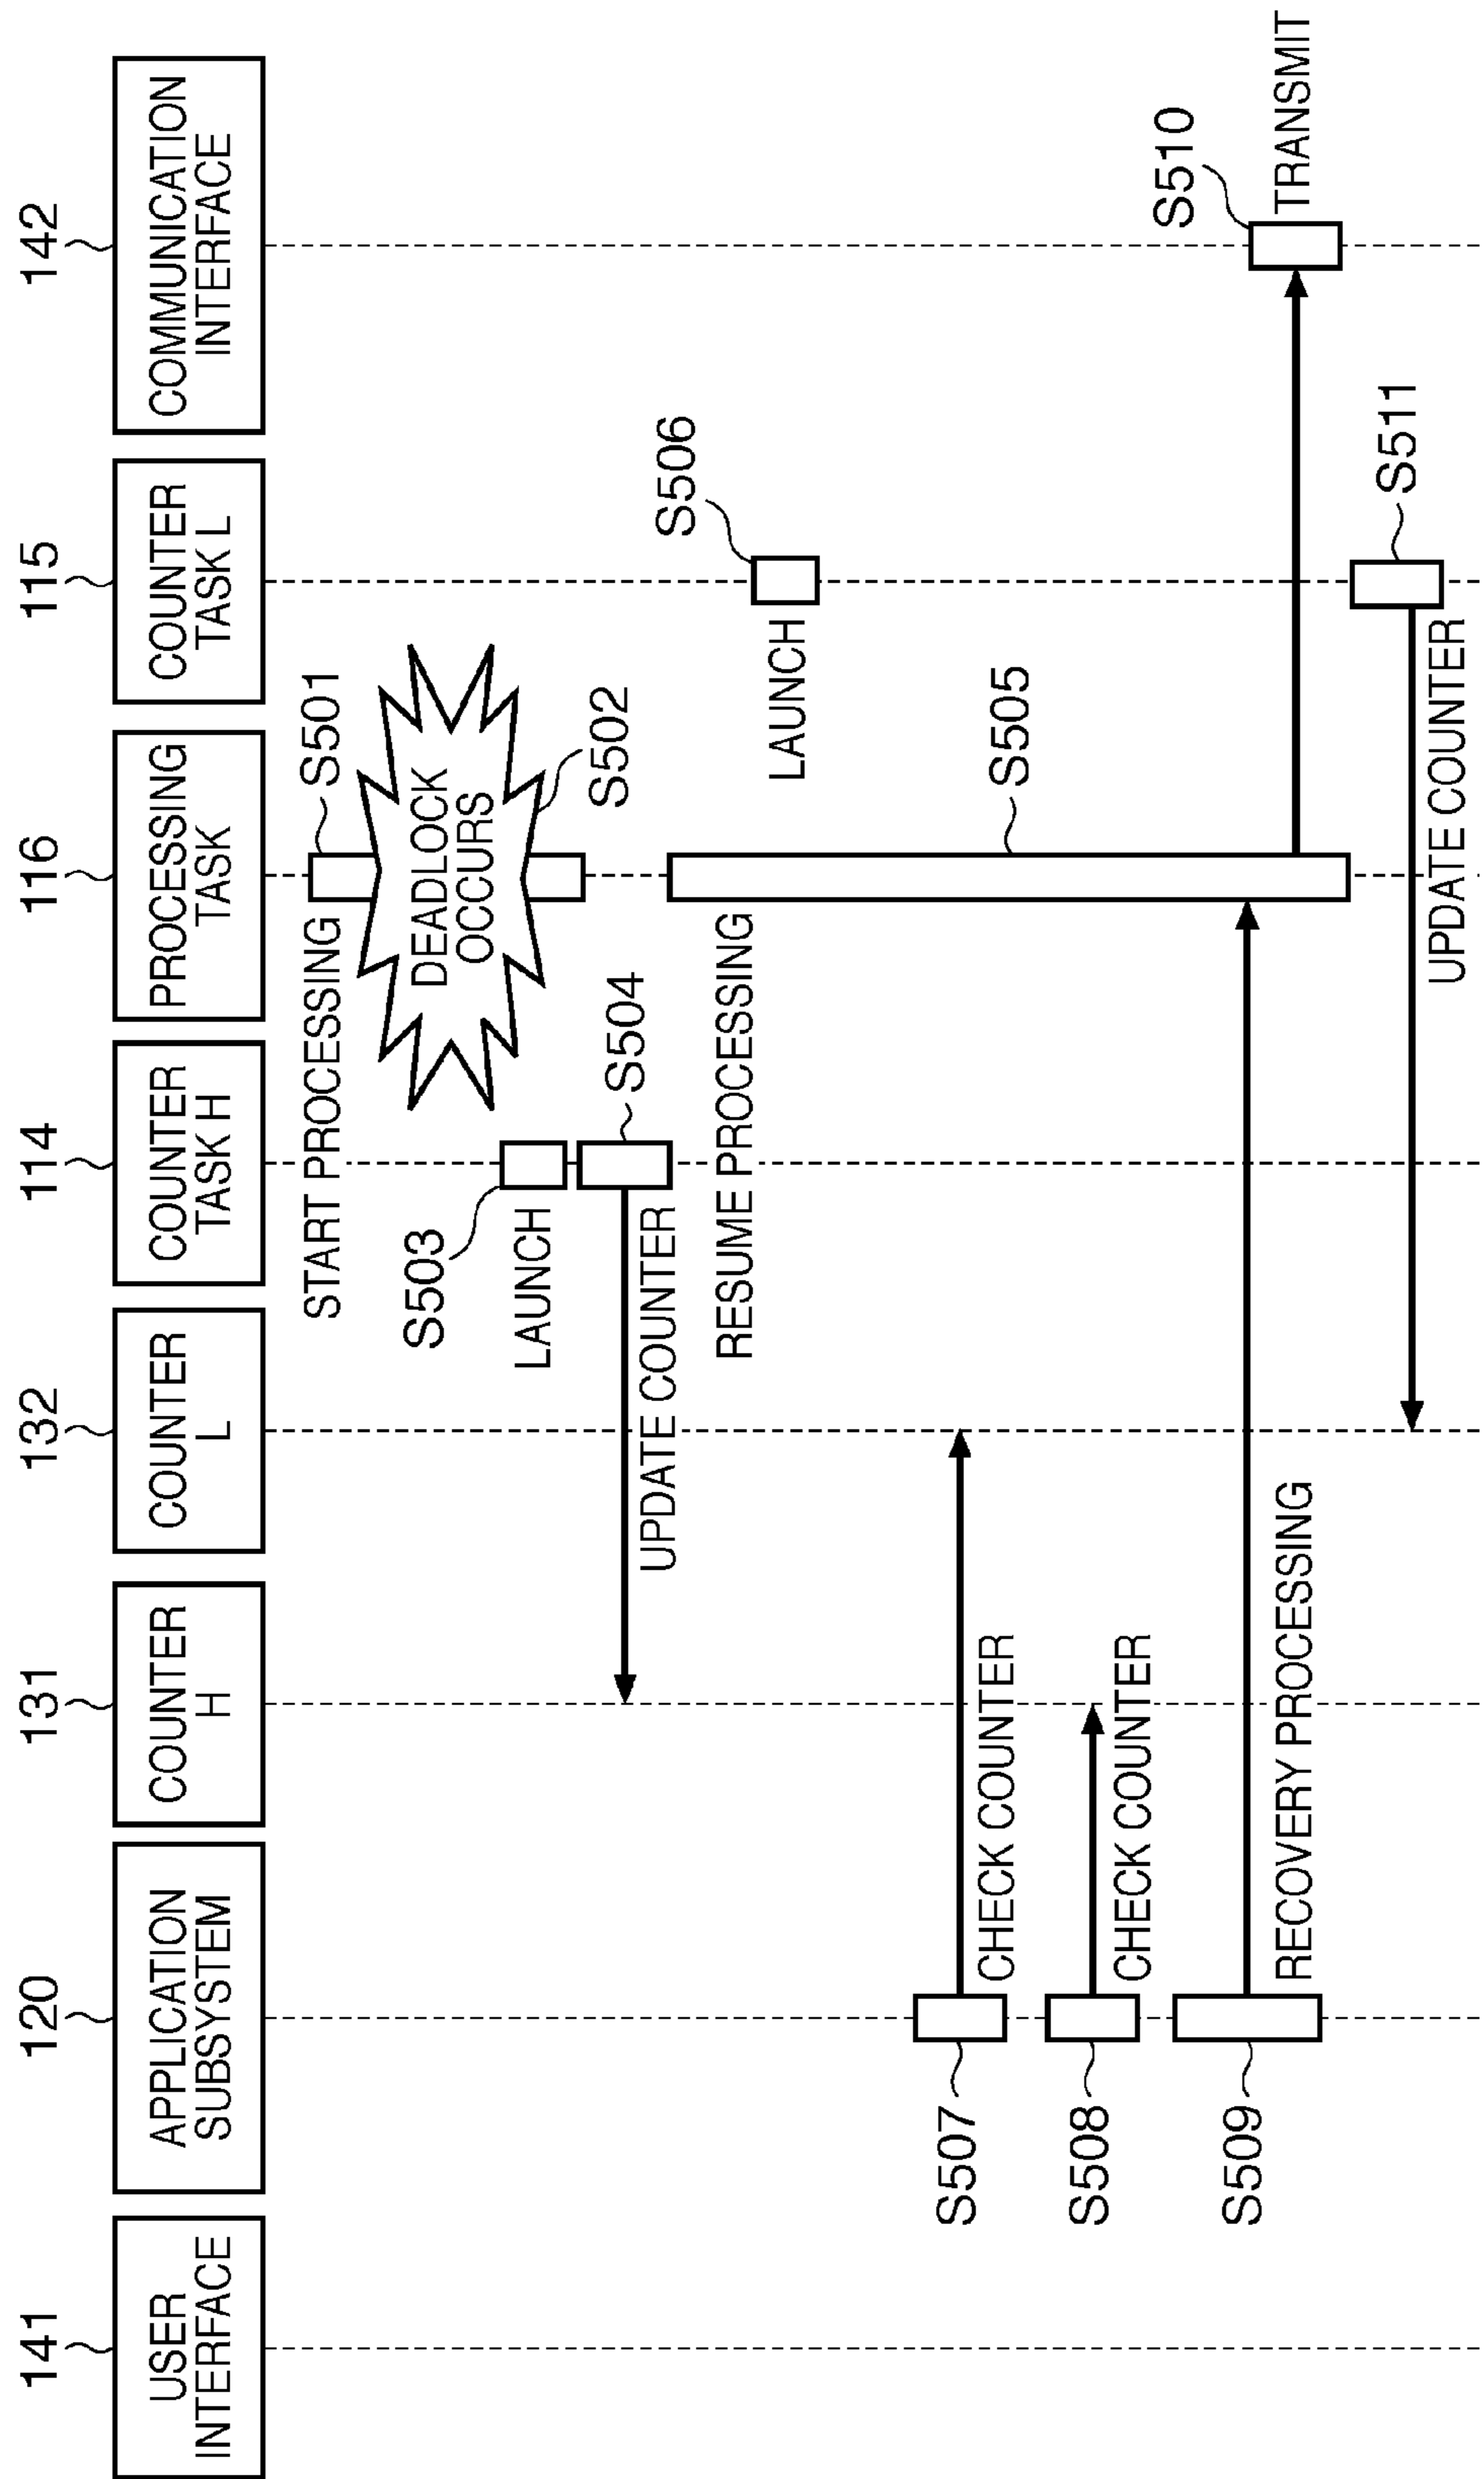 141
120
131
132
114
116
115
142
USER
INTERFACE
APPLICATION
SUBSYSTEM
COUNTER
H
COUNTER
L
COUNTER
TASK H
PROCESSING
TASK
COUNTER
TASK L
COMMUNICATION
INTERFACE
START PROCESSING
S501
DEADLOCK
OCCURS
S502
S503
LAUNCH
S504
UPDATE COUNTER
RESUME PROCESSING
S506
LAUNCH
S505
S507
CHECK COUNTER
S508
CHECK COUNTER
S509
RECOVERY PROCESSING
S510
TRANSMIT
S511
UPDATE COUNTER